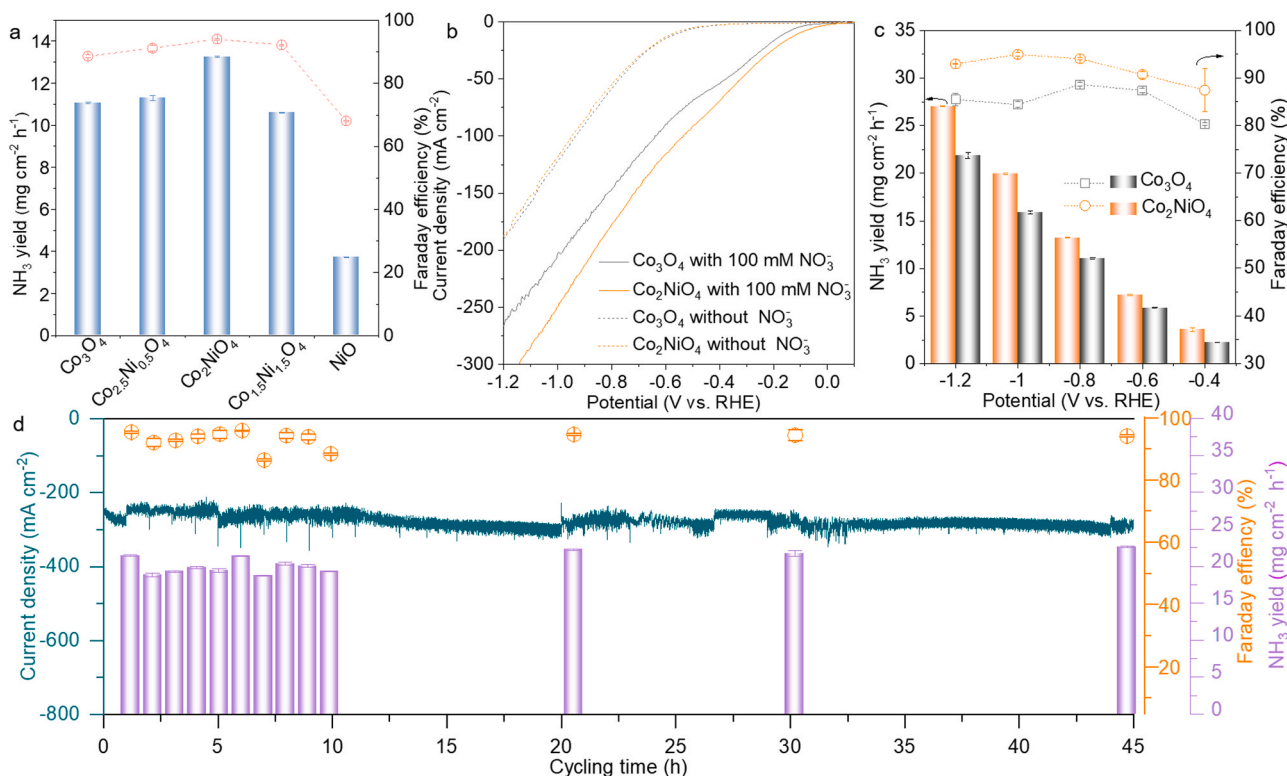 a
NH₃ yield (mg cm⁻² h⁻¹)
14
12
10
8
6
4
2
0
100
80
60
40
20
0
Faraday efficiency (%)
Co₃O₄
Co₂.₅Ni₀.₅O₄
Co₂NiO₄
Co₁.₅Ni₁.₅O₄
NiO
b
Current density (mA cm⁻²)
0
-50
-100
-150
-200
-250
-300
Co₃O₄ with 100 mM NO₃⁻
Co₂NiO₄ with 100 mM NO₃⁻
Co₃O₄ without NO₃⁻
Co₂NiO₄ without NO₃⁻
-1.2 -1.0 -0.8 -0.6 -0.4 -0.2 0.0
Potential (V vs. RHE)
c
NH₃ yield (mg cm⁻² h⁻¹)
35
30
25
20
15
10
5
0
Co₃O₄
Co₂NiO₄
100
90
80
70
60
50
40
30
Faraday efficiency (%)
-1.2 -1 -0.8 -0.6 -0.4
Potential (V vs. RHE)
d
Current density (mA cm⁻²)
0
-200
-400
-600
-800
100
80
60
40
20
Faraday effiency (%)
40
35
30
25
20
15
10
5
0
NH₃ yield (mg cm⁻² h⁻¹)
0 5 10 15 20 25 30 35 40 45
Cycling time (h)